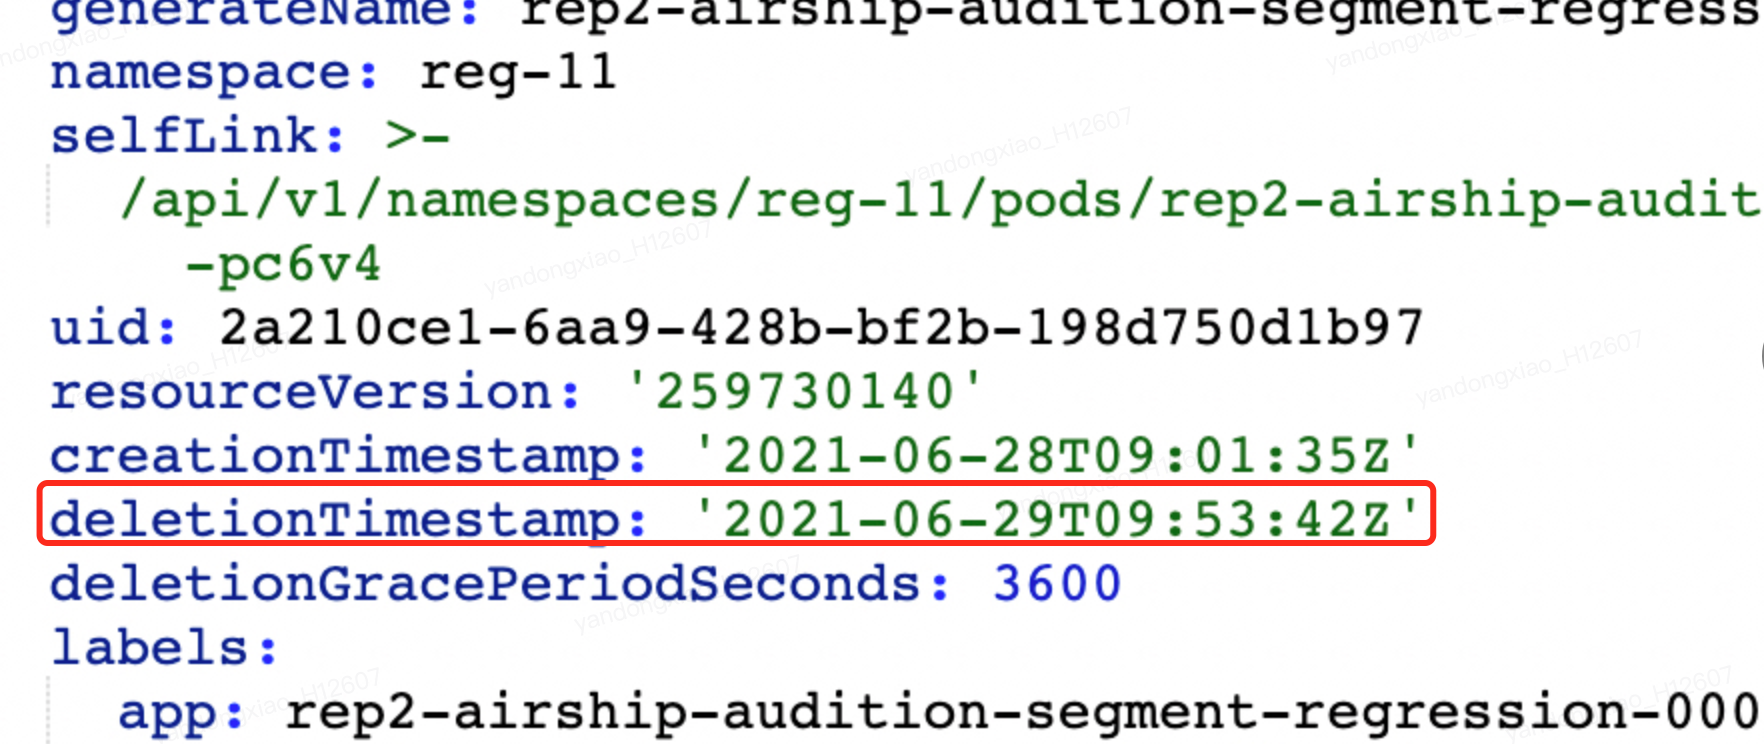 generateName: rep2-airship-audition-segment-regress
namespace: reg-11
selfLink: >-
/api/v1/namespaces/reg-11/pods/rep2-airship-audit
-pc6v4
uid: 2a210ce1-6aa9-428b-bf2b-198d750d1b97
resourceVersion: '259730140'
creationTimestamp: '2021-06-28T09:01:35Z'
deletionTimestamp: '2021-06-29T09:53:42Z'
deletionGracePeriodSeconds: 3600
labels:
app: rep2-airship-audition-segment-regression-000
yandongxiao_H12607